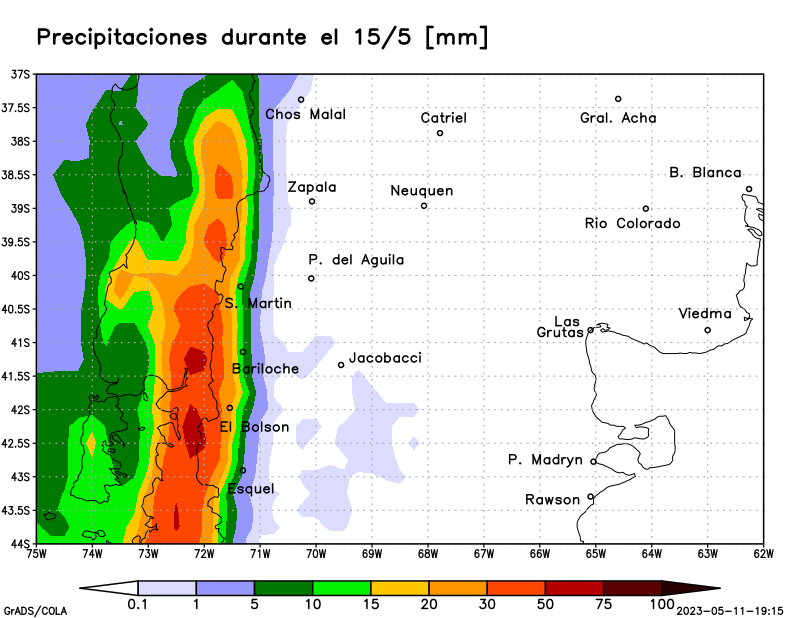 Precipitaciones durante el 15/5 [mm]
37S
37.5S
38S
38.5S
39S
39.5S
40S
40.5S
41S
41.5S
42S
42.5S
43S
43.5S
44S
Chos Malal
Catriel
Gral. Acha
B. Blanca
Zapala
Neuquen
Rio Colorado
P. del Aguila
S. Martin
Las
Grutas
Viedma
Bariloche
Jacobacci
El Bolson
P. Madryn
Esquel
Rawson
75W 74W 73W 72W 71W 70W 69W 68W 67W 66W 65W 64W 63W 62W
0.1 1 5 10 15 20 30 50 75 100
GrADS/COLA
2023-05-11-19:15